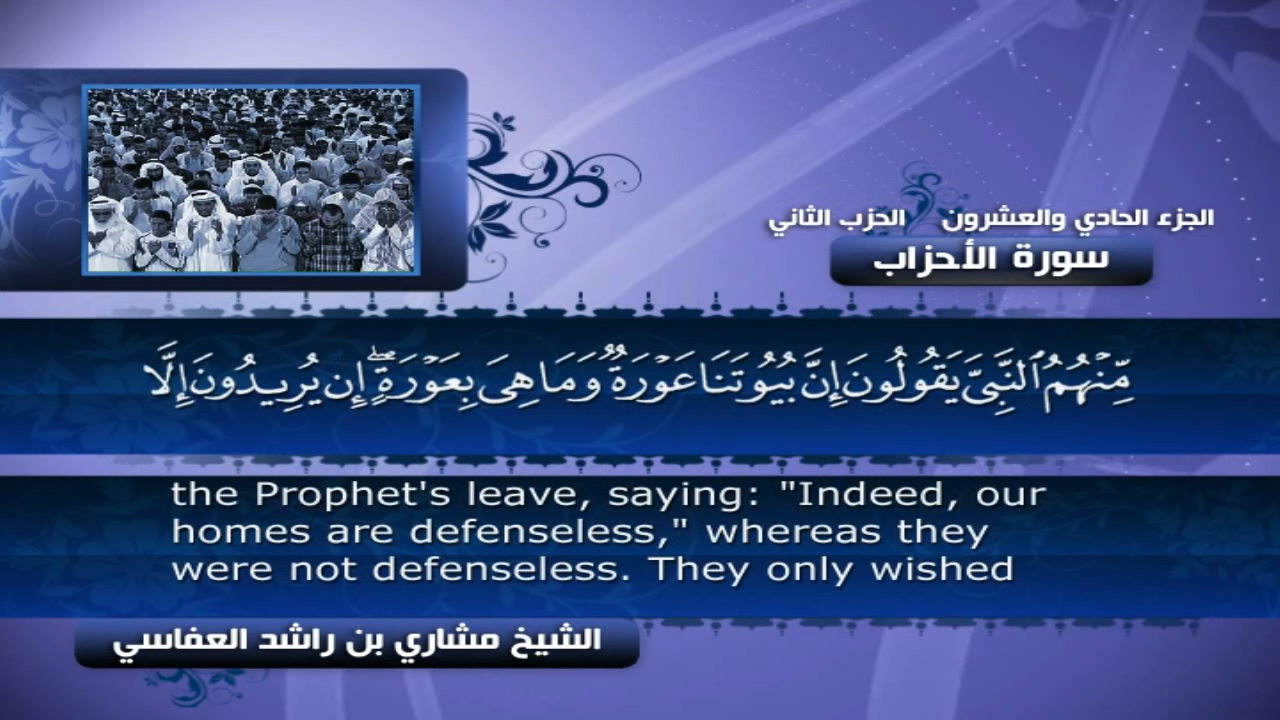 الجزء الحادي والعشرون الحزب الثاني
سورة الأحزاب
مِّنْهُمُ ٱلنَّبِىَّ يَقُولُونَ إِنَّ بُيُوتَنَا عَوْرَةٌ وَمَا هِىَ بِعَوْرَةٍ ۖ إِن يُرِيدُونَ إِلَّا
the Prophet's leave, saying: "Indeed, our
homes are defenseless," whereas they
were not defenseless. They only wished
الشيخ مشاري بن راشد العفاسي